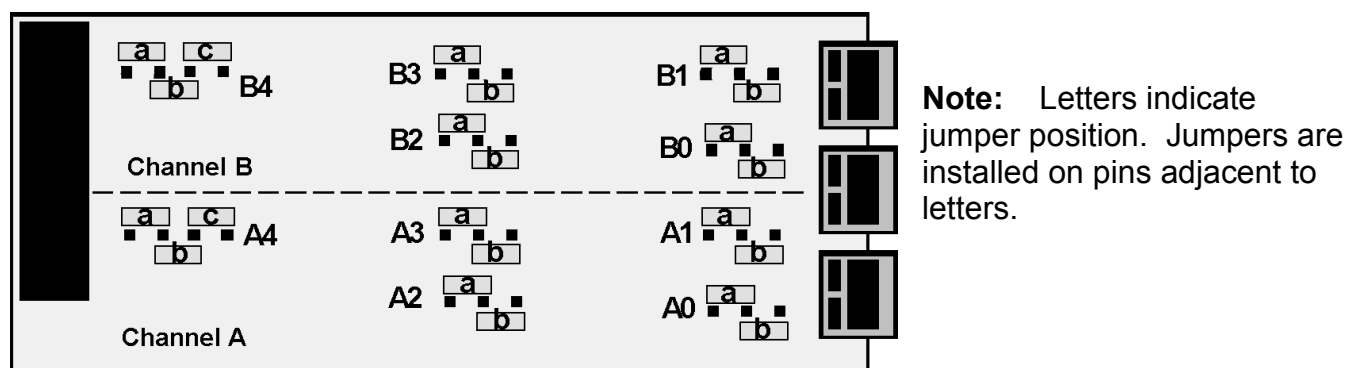 a c
b B4
B3 a
b
B1 a
b
B2 a
b
B0 a
b
Channel B
a c
b A4
A3 a
b
A1 a
b
A2 a
b
A0 a
b
Channel A
Note: Letters indicate
jumper position. Jumpers are
installed on pins adjacent to
letters.